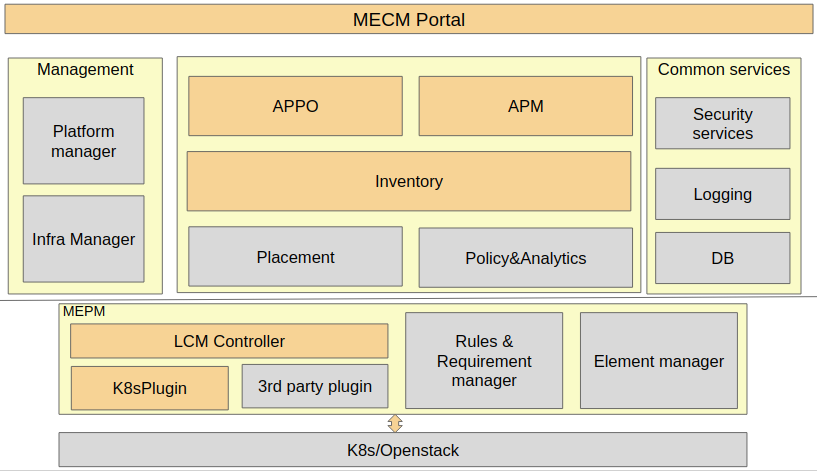 MECM Portal
Management
Platform
manager
Infra Manager
APPO
APM
Inventory
Placement
Policy&Analytics
Common services
Security
services
Logging
DB
MEPM
LCM Controller
K8sPlugin
3rd party plugin
Rules &
Requirement
manager
Element manager
K8s/Openstack